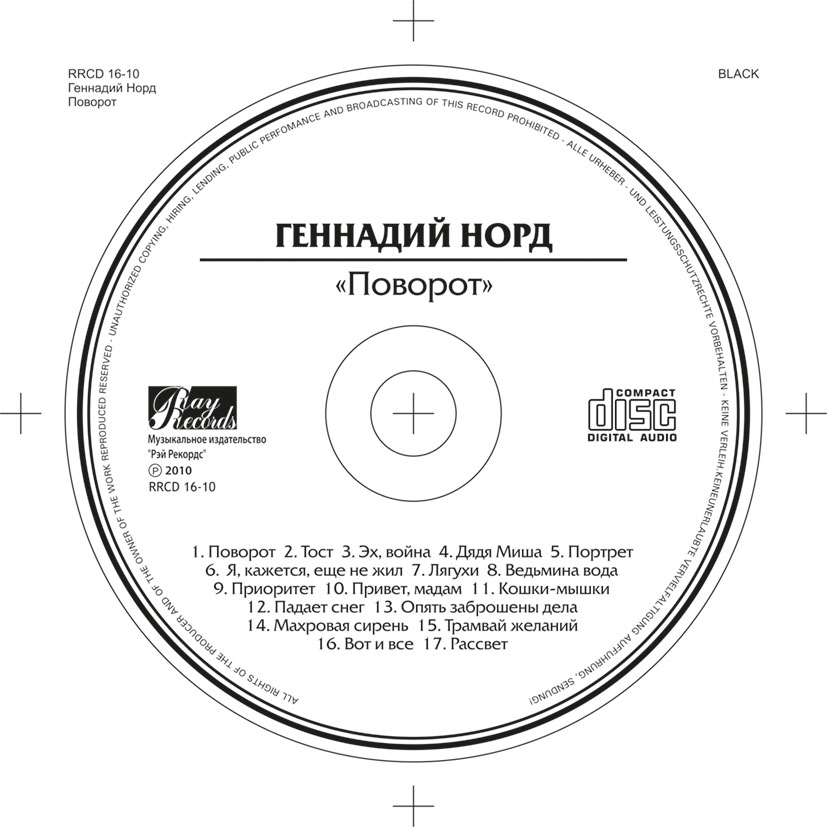 RRCD 16-10
Геннадий Норд
Поворот
BLACK
ALL RIGHTS OF THE PRODUCER AND OF THE OWNER OF THE WORK REPRODUCED RESERVED - UNAUTHORIZED COPYING, HIRING, LENDING, PUBLIC PERFOMANCE AND BROADCASTING OF THIS RECORD PROHIBITED - ALLE URHEBER - UND LEISTUNGSSCHUTZRECHTE VORBEHALTEN - KEINE VERLEIH.KEINEUNERLAUBTE VERVIELFALTIGUNG AUFFUHRUNG, SENDUNG!
ГЕННАДИЙ НОРД
«Поворот»
Ray
Records
Музыкальное издательство
"Рэй Рекордс"
Ⓟ 2010
RRCD 16-10
COMPACT
disc
DIGITAL AUDIO
1. Поворот 2. Тост 3. Эх, война 4. Дядя Миша 5. Портрет
6. Я, кажется, еще не жил 7. Лягухи 8. Ведьмина вода
9. Приоритет 10. Привет, мадам 11. Кошки-мышки
12. Падает снег 13. Опять заброшены дела
14. Махровая сирень 15. Трамвай желаний
16. Вот и все 17. Рассвет